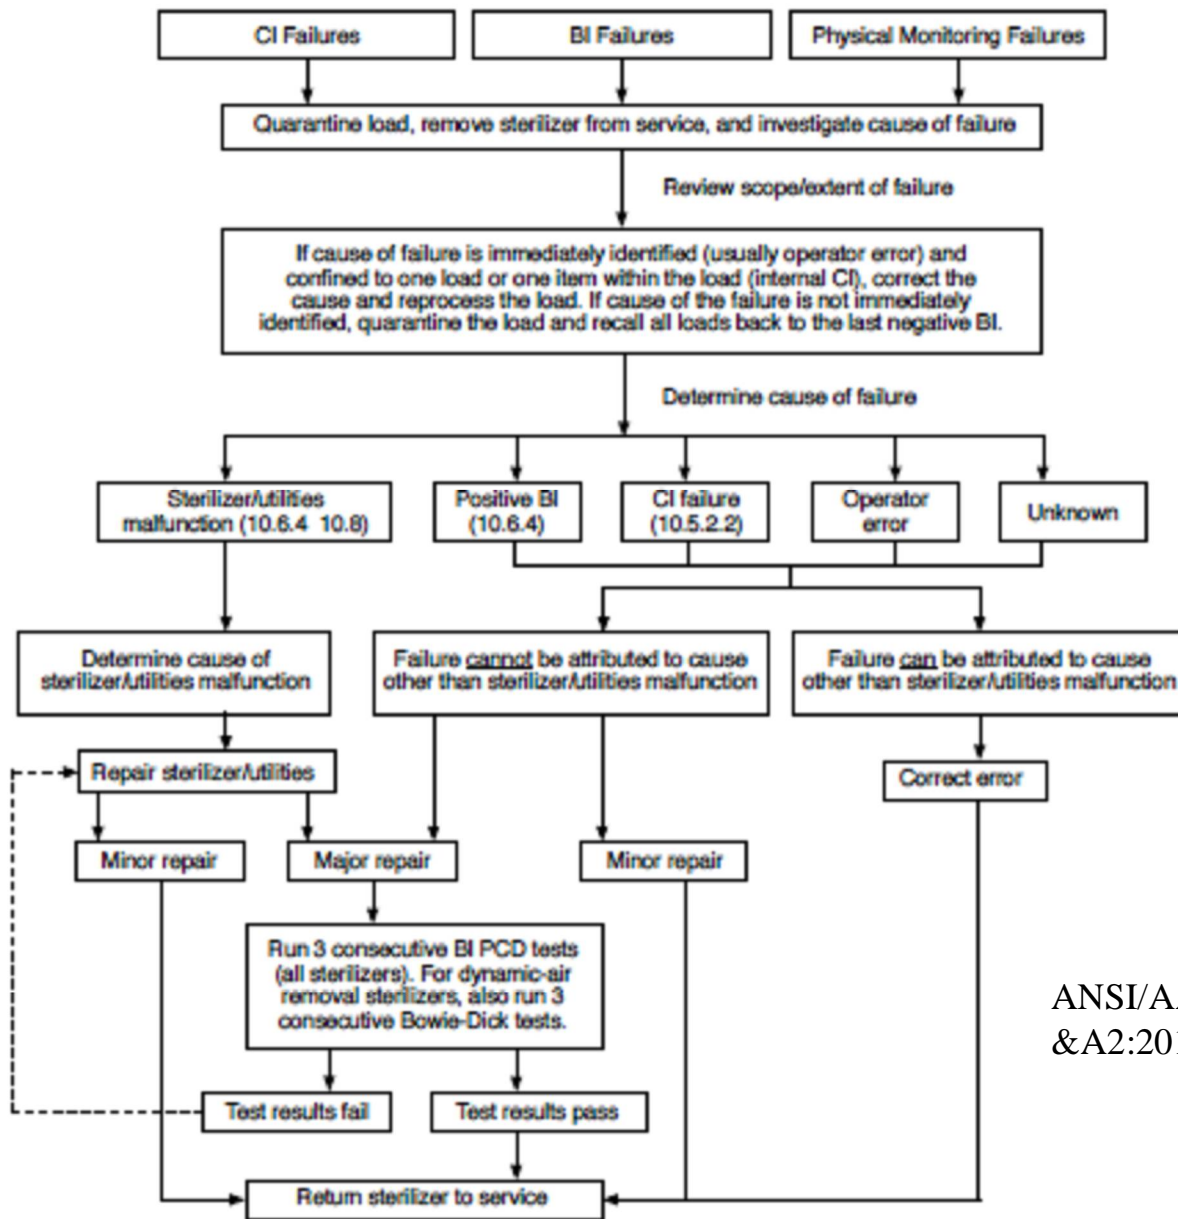 CI Failures
BI Failures
Physical Monitoring Failures
Quarantine load, remove sterilizer from service, and investigate cause of failure
Review scope/extent of failure
If cause of failure is immediately identified (usually operator error) and
confined to one load or one item within the load (internal CI), correct the
cause and reprocess the load. If cause of the failure is not immediately
identified, quarantine the load and recall all loads back to the last negative BI.
Determine cause of failure
Sterilizer/utilities
malfunction (10.6.4 10.8)
Positive BI
(10.6.4)
CI failure
(10.5.2.2)
Operator
error
Unknown
Determine cause of
sterilizer/utilities malfunction
Failure cannot be attributed to cause
other than sterilizer/utilities malfunction
Failure can be attributed to cause
other than sterilizer/utilities malfunction
Repair sterilizer/utilities
Correct error
Minor repair
Major repair
Minor repair
Run 3 consecutive BI PCD tests
(all sterilizers). For dynamic-air
removal sterilizers, also run 3
consecutive Bowie-Dick tests.
ANSI/A
&A2:201
Test results fail
Test results pass
Return sterilizer to service